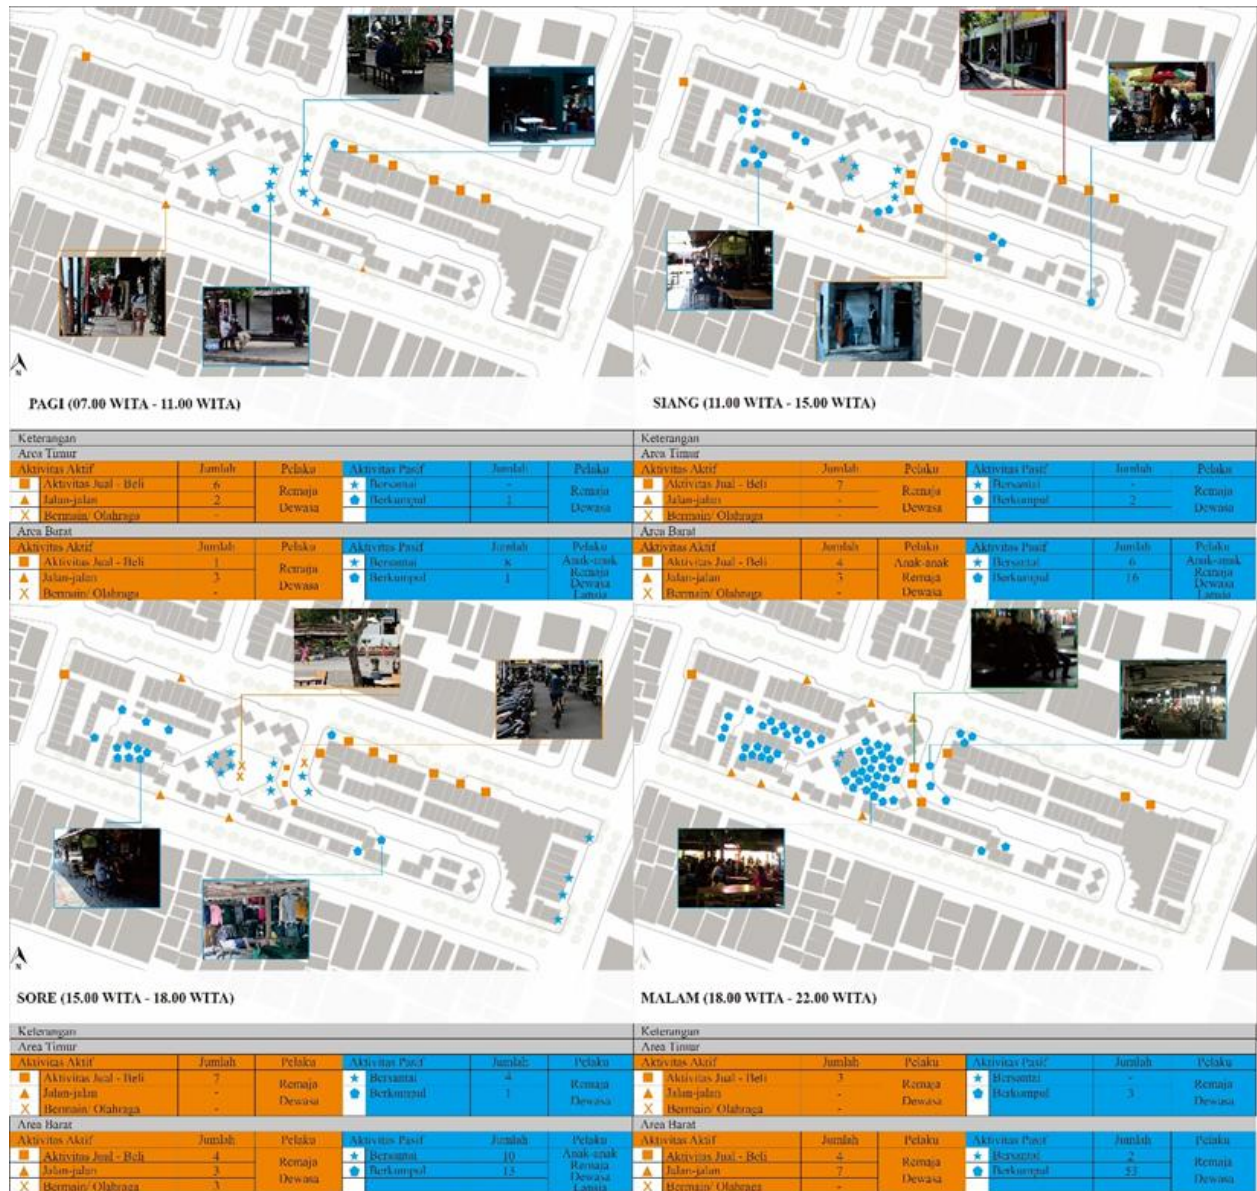 N
N
PAGI (07.00 WITA - 11.00 WITA)
SIANG (11.00 WITA - 15.00 WITA)
Keterangan
Area Timur
Aktivitas Aktif Jumlah Pelaku Aktivitas Pasif Jumlah Pelaku
Aktivitas Jual - Beli 6 Remaja Dewasa Bersantai -
Jalan-jalan 2 Berkumpul 1 Remaja Dewasa
X Bermain/ Olahraga -
Area Barat
Aktivitas Aktif Jumlah Pelaku Aktivitas Pasif Jumlah Pelaku
Aktivitas Jual - Beli 1 Remaja Dewasa Bersantai 8 Anak-anak Remaja
Jalan-jalan 3 Berkumpul 1 Dewasa Lansia
X Bermain/ Olahraga -
Keterangan
Area Timur
Aktivitas Aktif Jumlah Pelaku Aktivitas Pasif Jumlah Pelaku
Aktivitas Jual - Beli 7 Remaja Dewasa Bersantai -
Jalan-jalan - Berkumpul 2 Remaja Dewasa
X Bermain/ Olahraga -
Area Barat
Aktivitas Aktif Jumlah Pelaku Aktivitas Pasif Jumlah Pelaku
Aktivitas Jual - Beli 4 Anak-anak Bersantai 6 Anak-anak
Jalan-jalan 3 Remaja Berkumpul 16 Remaja Dewasa
X Bermain/ Olahraga - Dewasa Lansia
N
N
SORE (15.00 WITA - 18.00 WITA)
MALAM (18.00 WITA - 22.00 WITA)
Keterangan
Area Timur
Aktivitas Aktif Jumlah Pelaku Aktivitas Pasif Jumlah Pelaku
Aktivitas Jual - Beli 7 Remaja Dewasa Bersantai 4
Jalan-jalan - Berkumpul 1 Remaja Dewasa
X Bermain/ Olahraga -
Area Barat
Aktivitas Aktif Jumlah Pelaku Aktivitas Pasif Jumlah Pelaku
Aktivitas Jual - Beli 4 Remaja Bersantai 10 Anak-anak Remaja
Jalan-jalan 3 Dewasa Berkumpul 13 Dewasa Lansia
X Bermain/ Olahraga 3
Keterangan
Area Timur
Aktivitas Aktif Jumlah Pelaku Aktivitas Pasif Jumlah Pelaku
Aktivitas Jual - Beli 3 Remaja Dewasa Bersantai -
Jalan-jalan - Berkumpul 3 Remaja Dewasa
X Bermain/ Olahraga -
Area Barat
Aktivitas Aktif Jumlah Pelaku Aktivitas Pasif Jumlah Pelaku
Aktivitas Jual - Beli 4 Remaja Bersantai 2 Remaja
Jalan-jalan 7 Dewasa Berkumpul 53 Dewasa
X Bermain/ Olahraga -